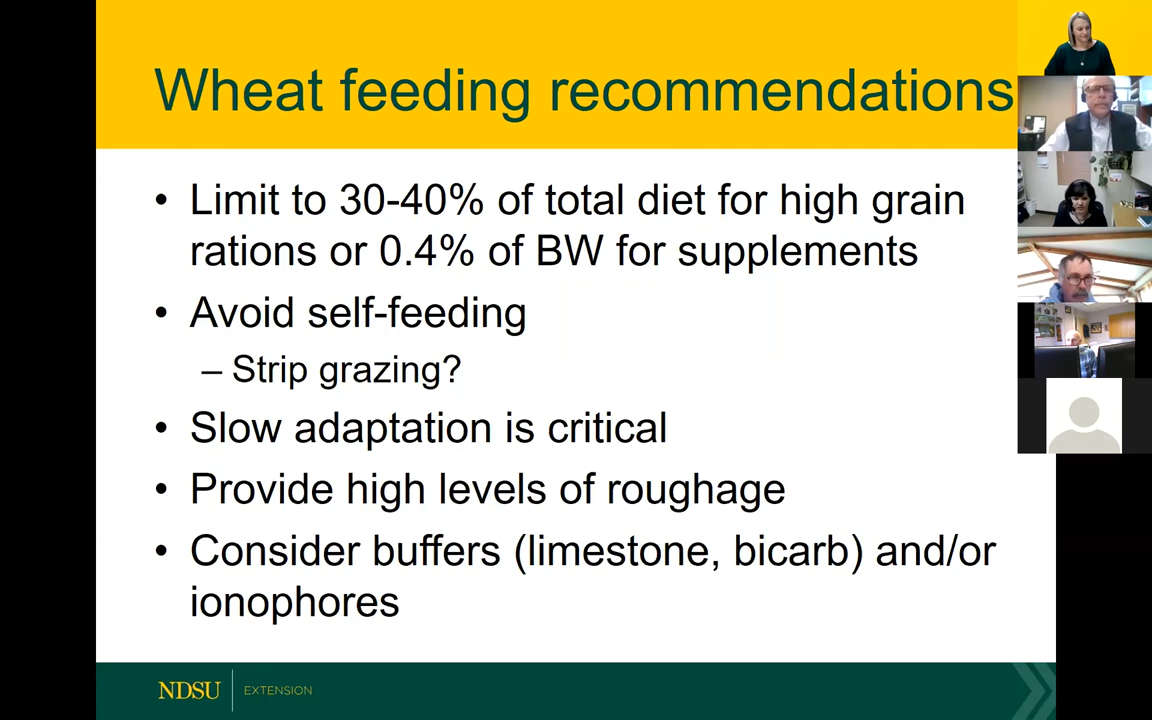 Wheat feeding recommendations
• Limit to 30-40% of total diet for high grain
rations or 0.4% of BW for supplements
• Avoid self-feeding
– Strip grazing?
• Slow adaptation is critical
• Provide high levels of roughage
• Consider buffers (limestone, bicarb) and/or
ionophores
NDSU EXTENSION